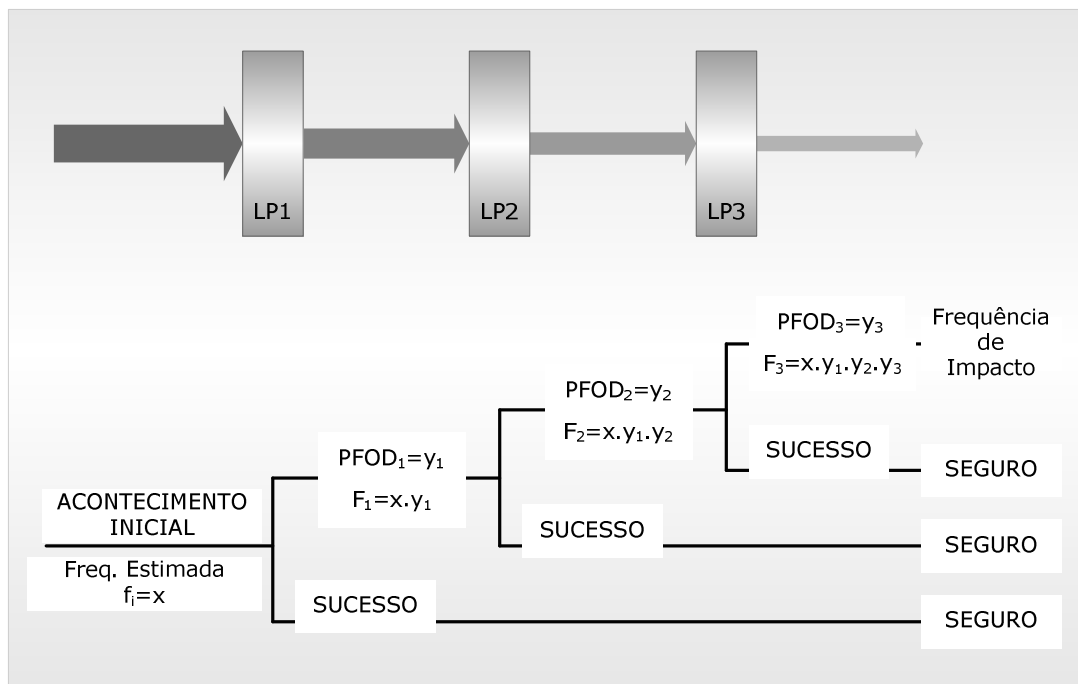 LP1
LP2
LP3
PFOD₃=y₃
F₃=x.y₁.y₂.y₃
Frequência
de
Impacto
PFOD₂=y₂
F₂=x.y₁.y₂
SUCESSO
SEGURO
PFOD₁=y₁
F₁=x.y₁
SUCESSO
SEGURO
ACONTECIMENTO
INICIAL
Freq. Estimada
fᵢ=x
SUCESSO
SEGURO